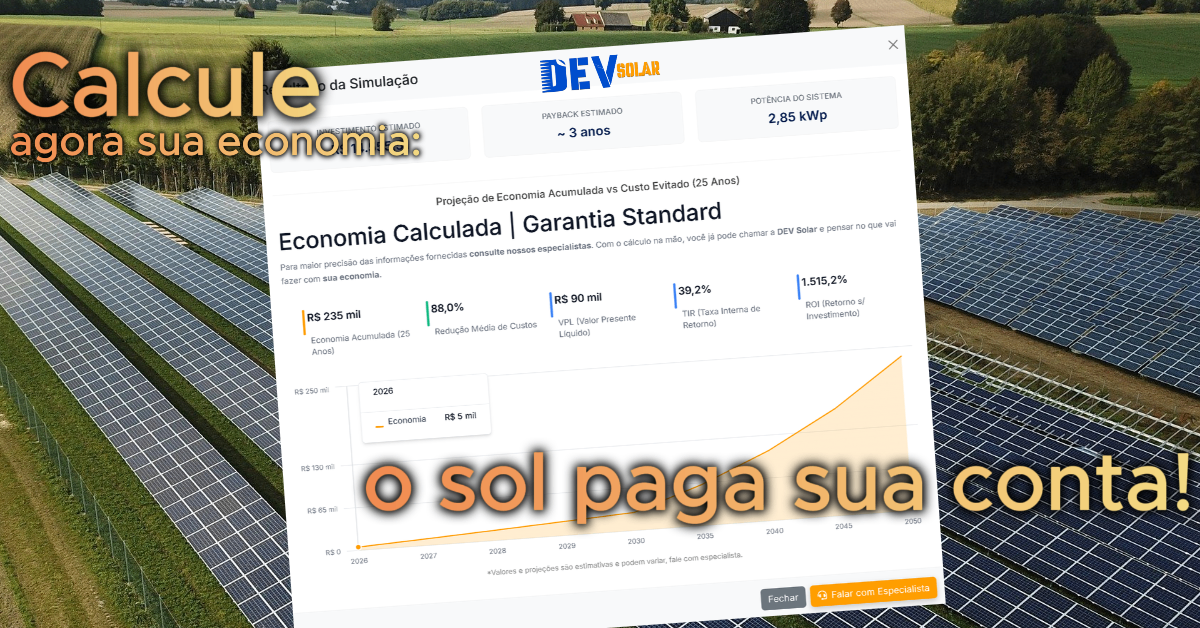 Calcule
agora sua economia:
da Simulação
DEV SOLAR
PAYBACK ESTIMADO
~ 3 anos
POTÊNCIA DO SISTEMA
2,85 kWp
Projeção de Economia Acumulada vs Custo Evitado (25 Anos)
Economia Calculada | Garantia Standard
Para maior precisão das informações fornecidas consulte nossos especialistas. Com o cálculo na mão, você já pode chamar a DEV Solar e pensar no que vai
fazer com sua economia.
R$ 235 mil
Economia Acumulada (25
Anos)
88,0%
Redução Média de Custos
R$ 90 mil
VPL (Valor Presente
Líquido)
39,2%
TIR (Taxa Interna de
Retorno)
1.515,2%
ROI (Retorno s/
Investimento)
R$ 250 mil
R$ 130 mil
R$ 65 mil
R$ 0
2026
Economia R$ 5 mil
o sol paga sua conta!
2026 2027 2028 2029 2030 2035 2040 2045 2050
*Valores e projeções são estimativas e podem variar, fale com especialista.
Fechar
Falar com Especialista